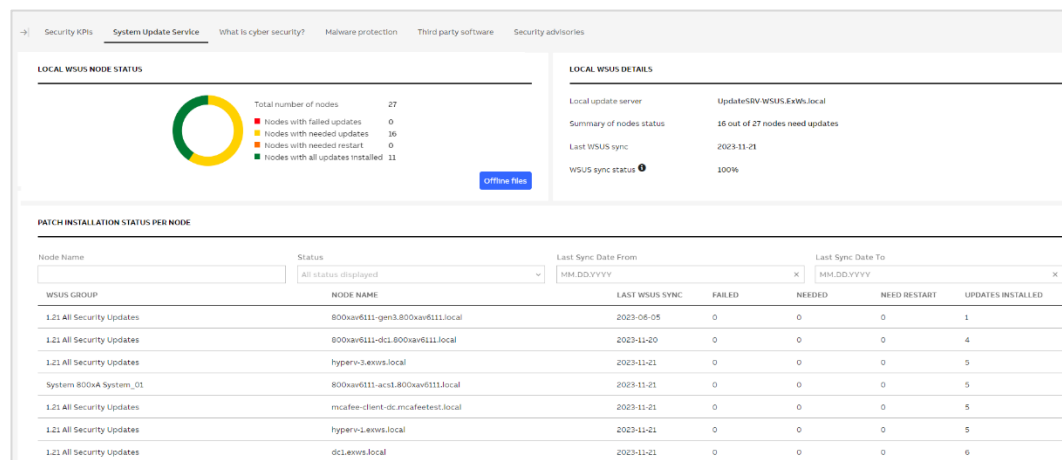 Security KPIs System Update Service What is cyber security? Malware protection Third party software Security advisories
LOCAL WSUS NODE STATUS
Total number of nodes 27
Nodes with failed updates 0
Nodes with needed updates 16
Nodes with needed restart 0
Nodes with all updates installed 11
Offline files
LOCAL WSUS DETAILS
Local update server UpdateSRV-WSUS.ExWs.local
Summary of nodes status 16 out of 27 nodes need updates
Last WSUS sync 2023-11-21
WSUS sync status 100%
PATCH INSTALLATION STATUS PER NODE
Node Name Status Last Sync Date From Last Sync Date To
All status displayed MM.DD.YYYY × MM.DD.YYYY ×
WSUS GROUP NODE NAME LAST WSUS SYNC FAILED NEEDED NEED RESTART UPDATES INSTALLED
1.21 All Security Updates 800xav6111-gen3.800xav6111.local 2023-06-05 0 0 0 1
1.21 All Security Updates 800xav6111-dc1.800xav6111.local 2023-11-20 0 0 0 4
1.21 All Security Updates hyperv-3.exws.local 2023-11-21 0 0 0 5
System 800xA System_01 800xav6111-acs1.800xav6111.local 2023-11-21 0 0 0 5
1.21 All Security Updates mcafee-client-dc.mcafeetest.local 2023-11-21 0 0 0 5
1.21 All Security Updates hyperv-1.exws.local 2023-11-21 0 0 0 5
1.21 All Security Updates dc1.exws.local 2023-11-21 0 0 0 6